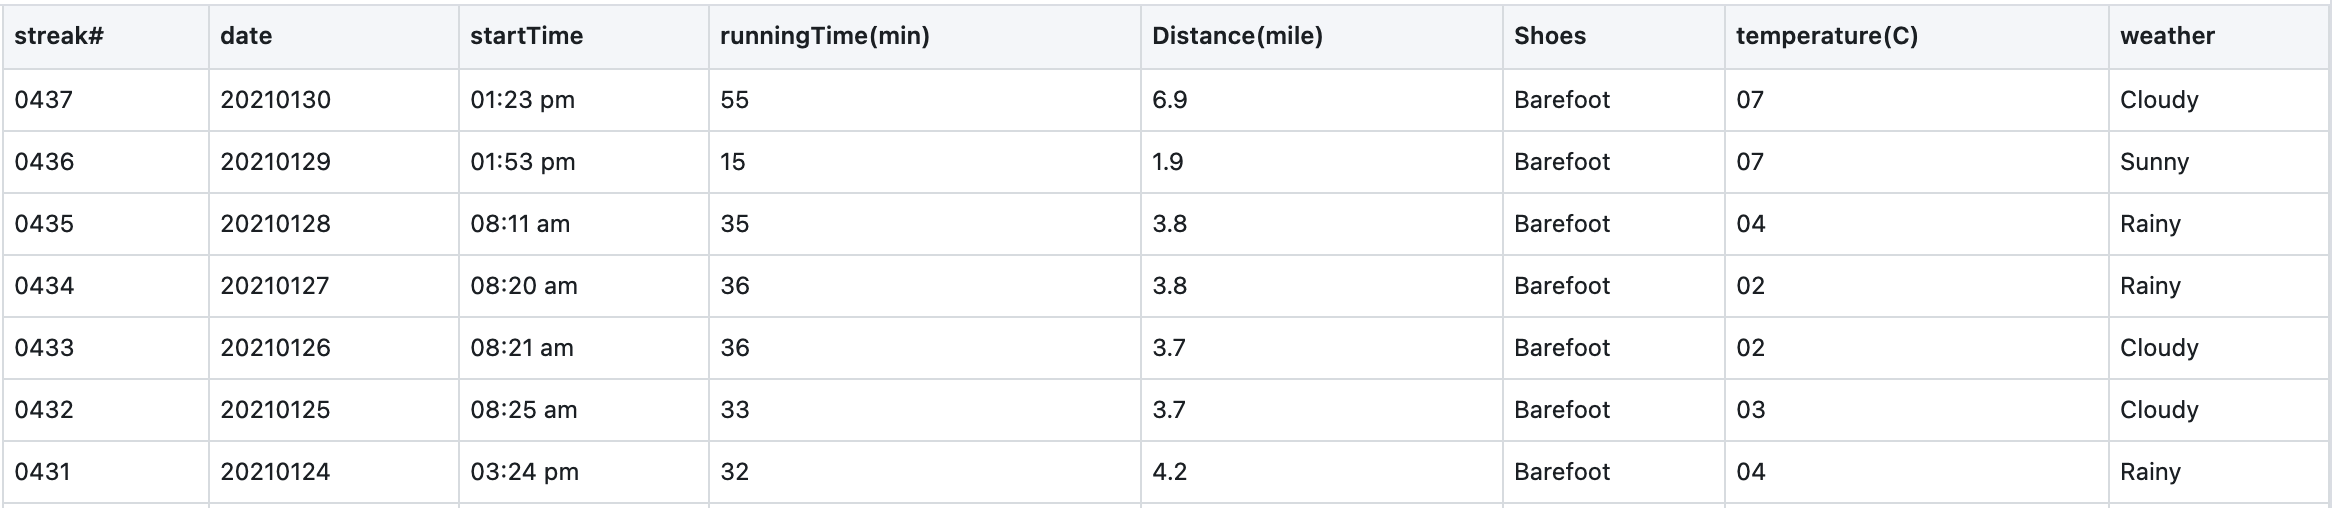 streak# date startTime runningTime(min) Distance(mile) Shoes temperature(C) weather
0437 20210130 01:23 pm 55 6.9 Barefoot 07 Cloudy
0436 20210129 01:53 pm 15 1.9 Barefoot 07 Sunny
0435 20210128 08:11 am 35 3.8 Barefoot 04 Rainy
0434 20210127 08:20 am 36 3.8 Barefoot 02 Rainy
0433 20210126 08:21 am 36 3.7 Barefoot 02 Cloudy
0432 20210125 08:25 am 33 3.7 Barefoot 03 Cloudy
0431 20210124 03:24 pm 32 4.2 Barefoot 04 Rainy